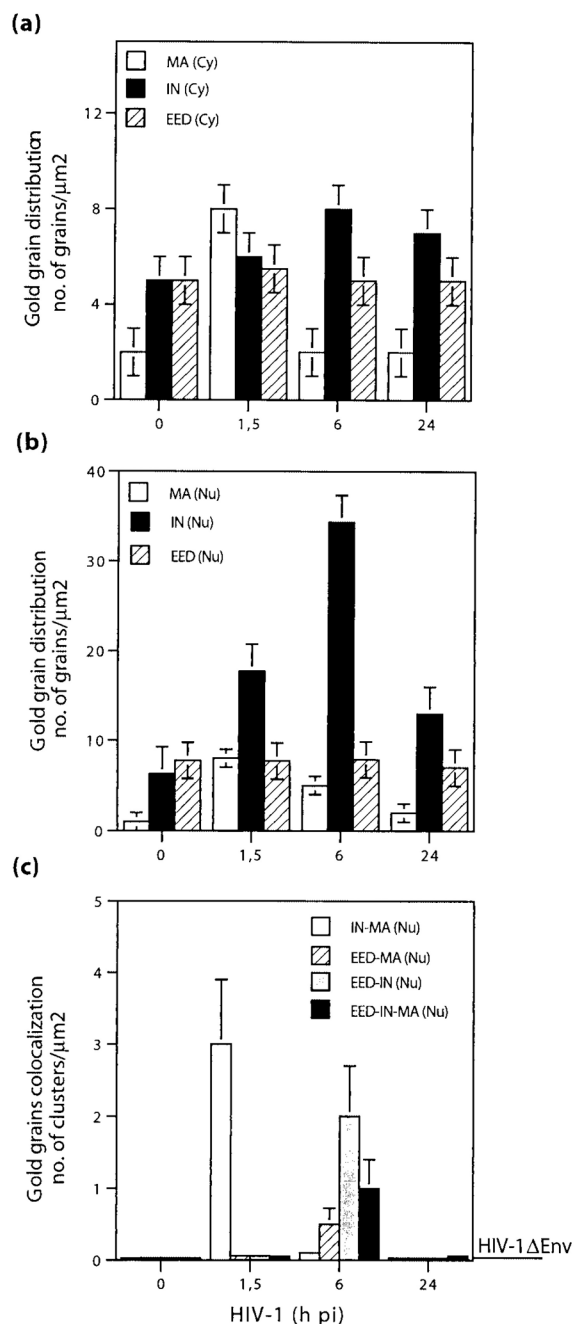 (a)
MA (Cy)
IN (Cy)
EED (Cy)
Gold grain distribution
no. of grains/µm2
12
8
4
0
0 1,5 6 24
(b)
MA (Nu)
IN (Nu)
EED (Nu)
Gold grain distribution
no. of grains/µm2
40
30
20
10
0
0 1,5 6 24
(c)
IN-MA (Nu)
EED-MA (Nu)
EED-IN (Nu)
EED-IN-MA (Nu)
Gold grains colocalization
no. of clusters/µm2
5
4
3
2
1
0
HIV-1ΔEnv
0 1,5 6 24
HIV-1 (h pi)